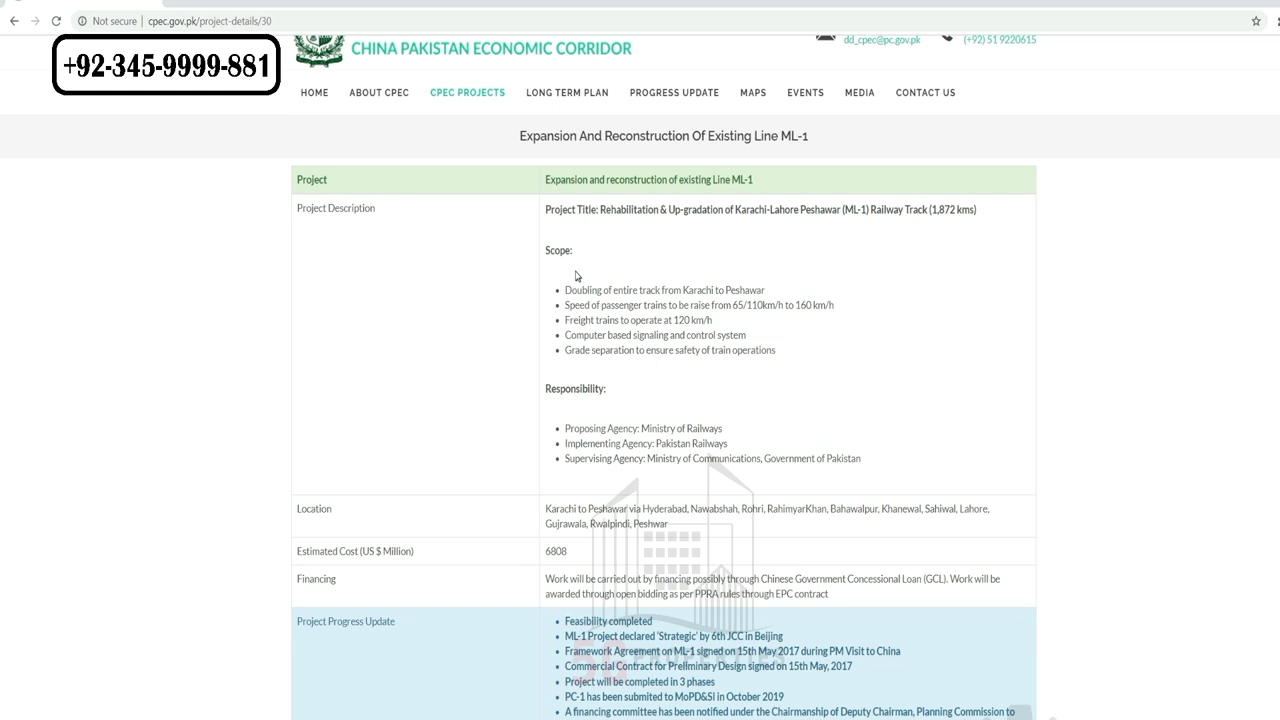 Not secure | cpec.gov.pk/project-details/30
+92-345-9999-881
CHINA PAKISTAN ECONOMIC CORRIDOR
dd_cpec@pc.gov.pk (+92) 51 9220615
HOME ABOUT CPEC CPEC PROJECTS LONG TERM PLAN PROGRESS UPDATE MAPS EVENTS MEDIA CONTACT US
Expansion And Reconstruction Of Existing Line ML-1
Project Expansion and reconstruction of existing Line ML-1
Project Description Project Title: Rehabilitation & Up-gradation of Karachi-Lahore Peshawar (ML-1) Railway Track (1,872 kms)
Scope:
• Doubling of entire track from Karachi to Peshawar
• Speed of passenger trains to be raise from 65/110km/h to 160 km/h
• Freight trains to operate at 120 km/h
• Computer based signaling and control system
• Grade separation to ensure safety of train operations
Responsibility:
• Proposing Agency: Ministry of Railways
• Implementing Agency: Pakistan Railways
• Supervising Agency: Ministry of Communications, Government of Pakistan
Location Karachi to Peshawar via Hyderabad, Nawabshah, Rohri, RahimyarKhan, Bahawalpur, Khanewal, Sahiwal, Lahore,
Gujrawala, Rwalpindi, Peshwar
Estimated Cost (US $ Million) 6808
Financing Work will be carried out by financing possibly through Chinese Government Concessional Loan (GCL). Work will be
awarded through open bidding as per PPRA rules through EPC contract
Project Progress Update • Feasibility completed
• ML-1 Project declared 'Strategic' by 6th JCC in Beijing
• Framework Agreement on ML-1 signed on 15th May 2017 during PM Visit to China
• Commercial Contract for Preliminary Design signed on 15th May, 2017
• Project will be completed in 3 phases
• PC-1 has been submited to MoPD&SI in October 2019
• A financing committee has been notified under the Chairmanship of Deputy Chairman, Planning Commission to